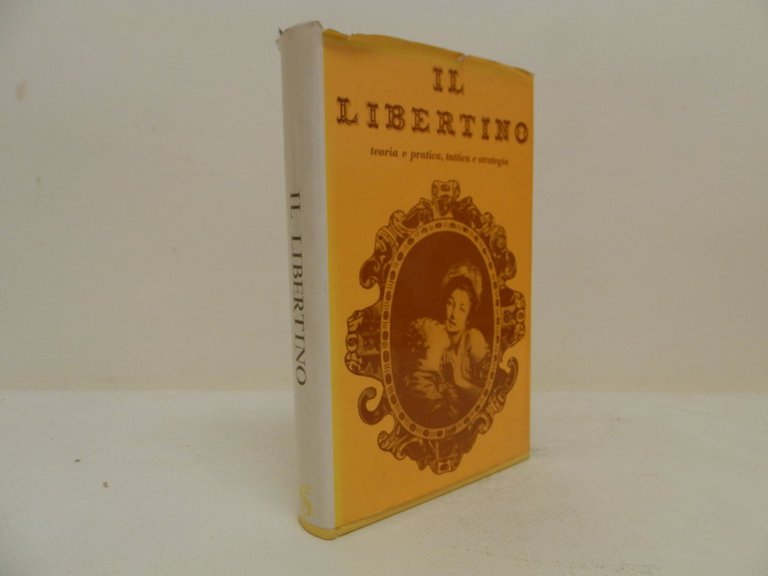 IL
LIBERTINO
teoria e pratica, tattica e strategia
IL LIBERTINO
S